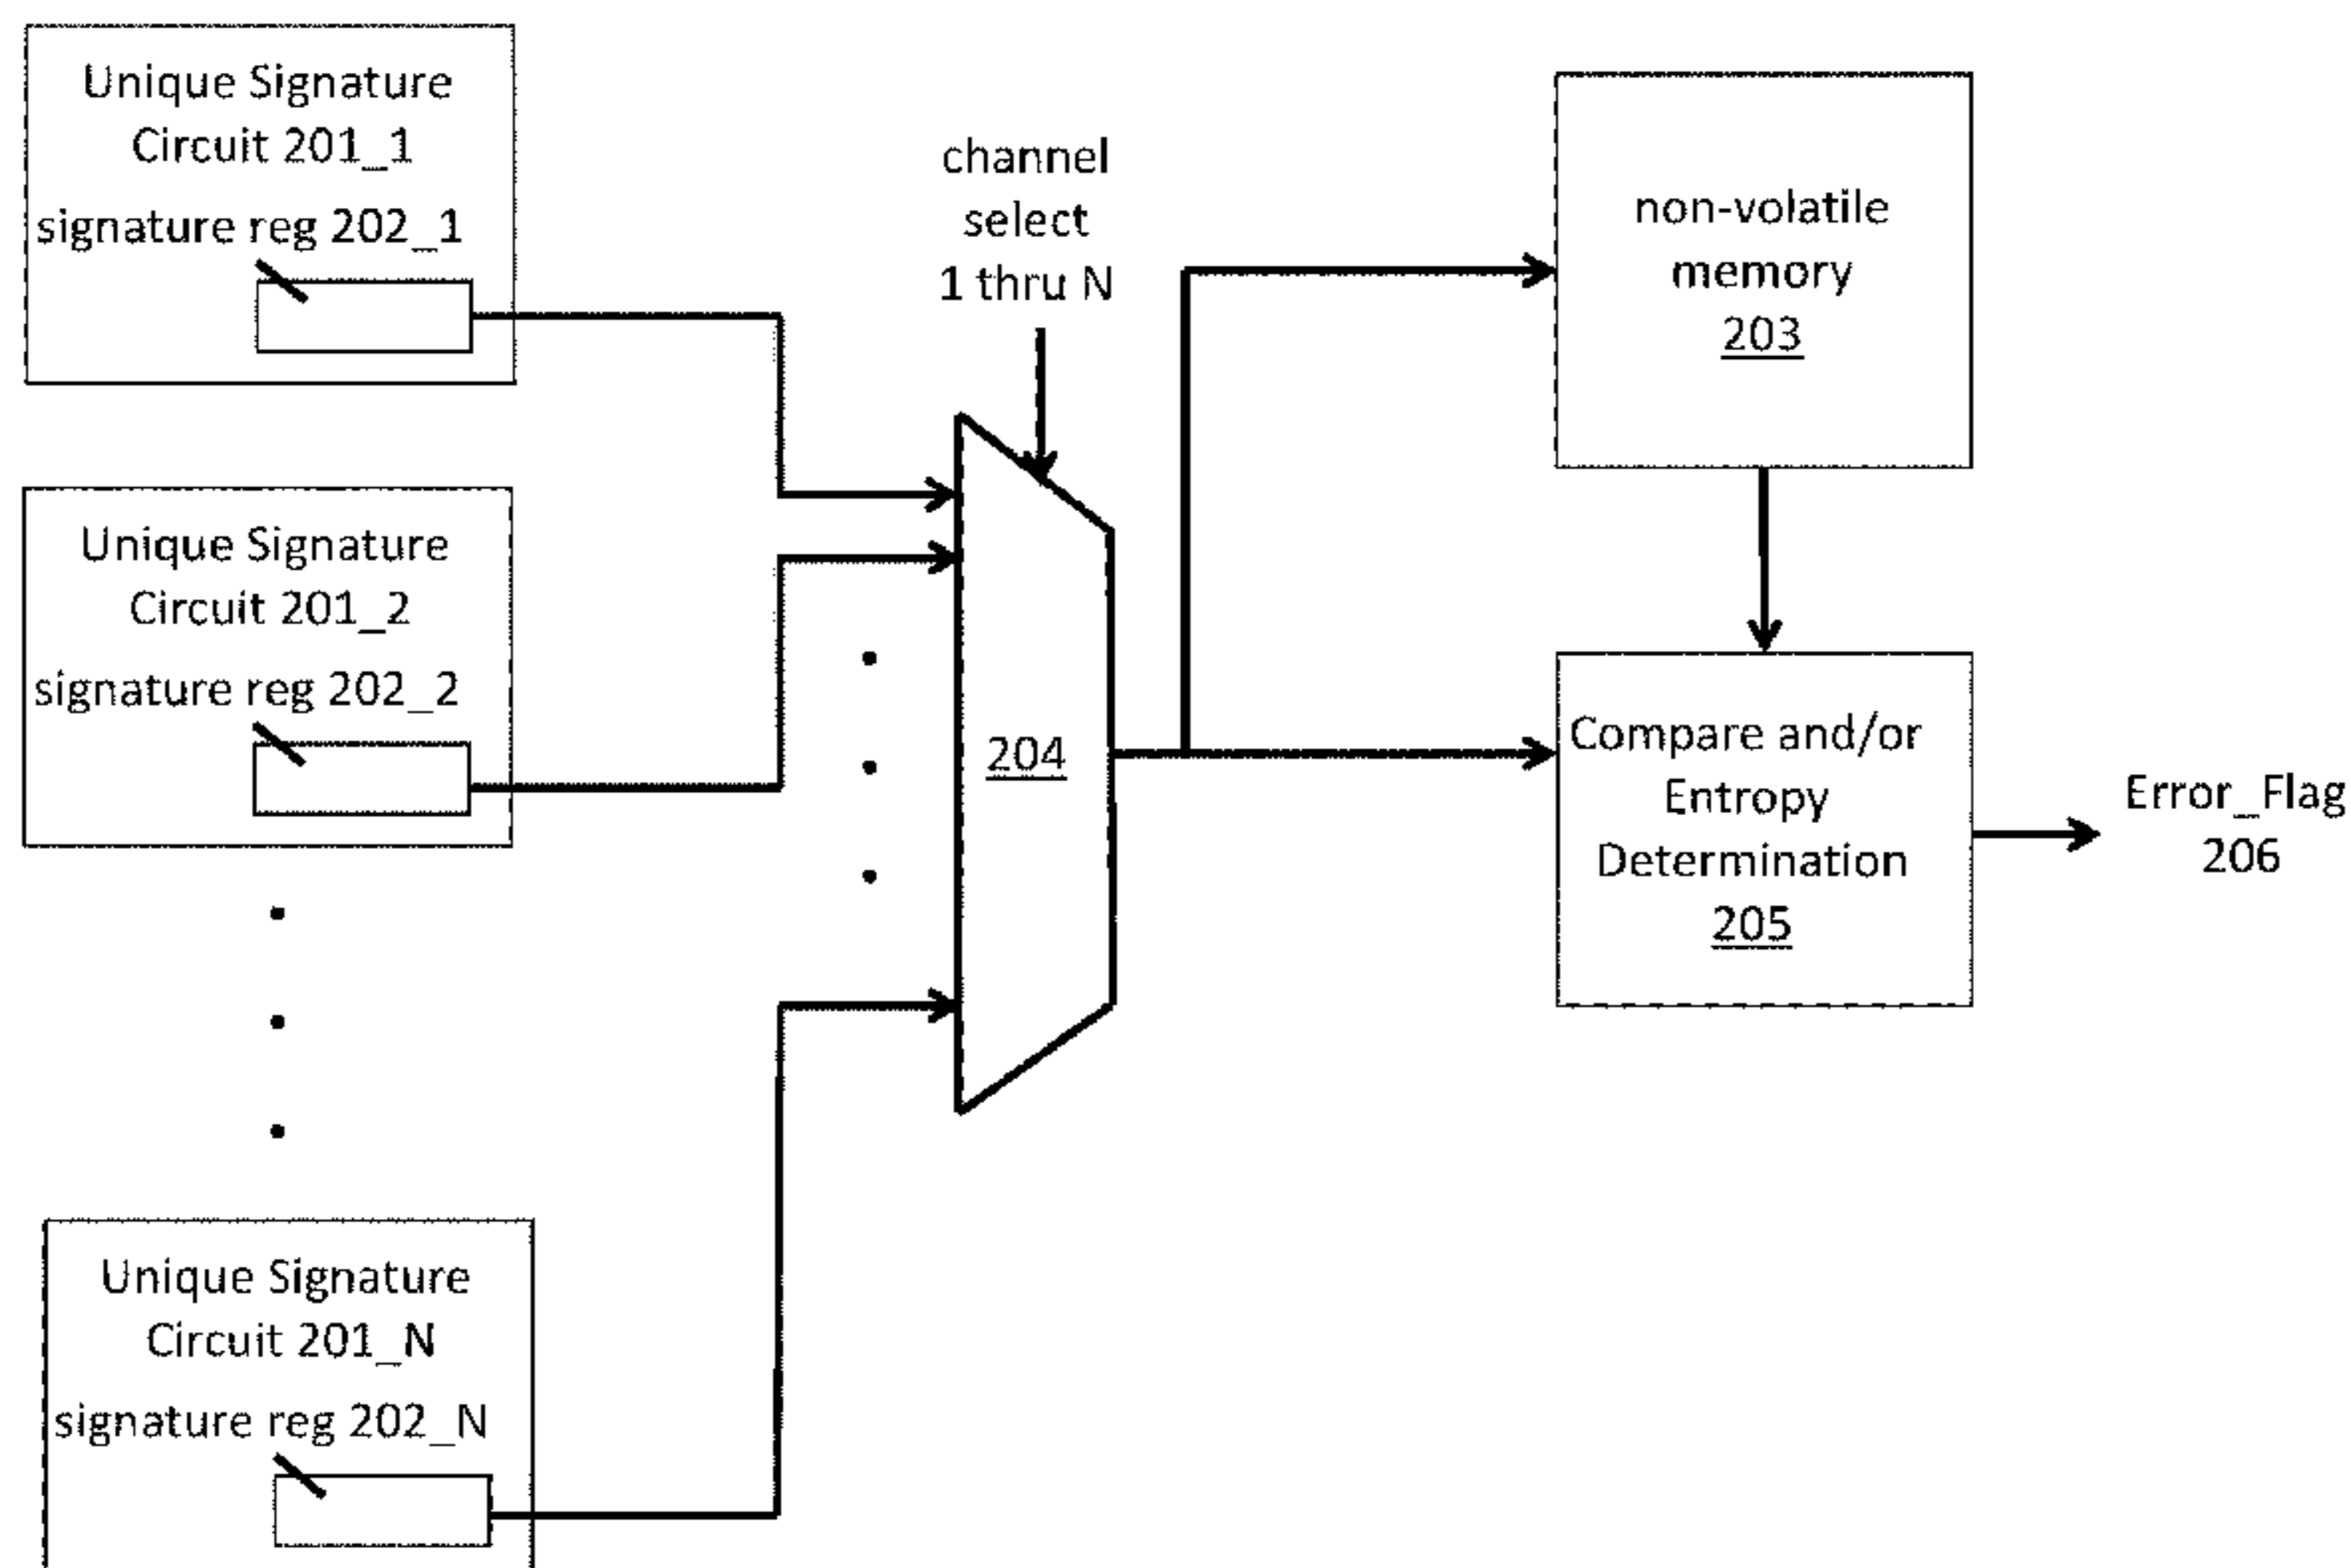 Unique Signature
Circuit 201_1
signature reg 202_1
channel
select
1 thru N
non-volatile
memory
203
Unique Signature
Circuit 201_2
signature reg 202_2
204
Compare and/or
Entropy
Determination
205
Error_Flag
206
Unique Signature
Circuit 201_N
signature reg 202_N